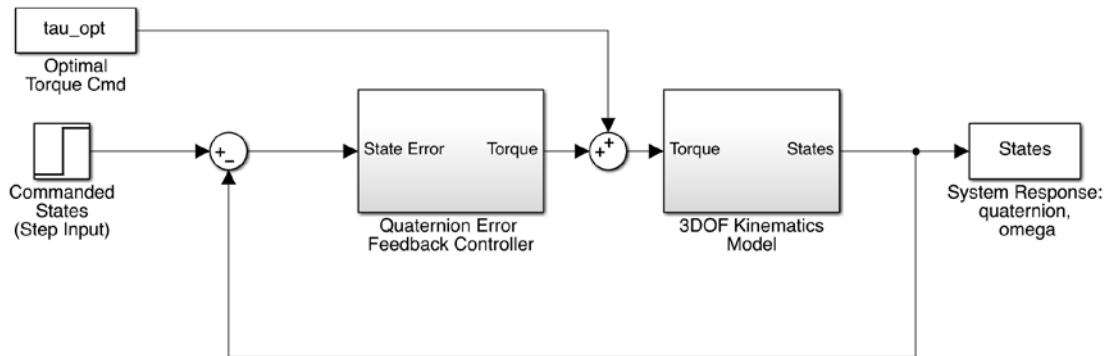 tau_opt
Optimal
Torque Cmd
Commanded
States
(Step Input)
+
−
State Error
Torque
Quaternion Error
Feedback Controller
+
+
Torque
States
3DOF Kinematics
Model
States
System Response:
quaternion,
omega